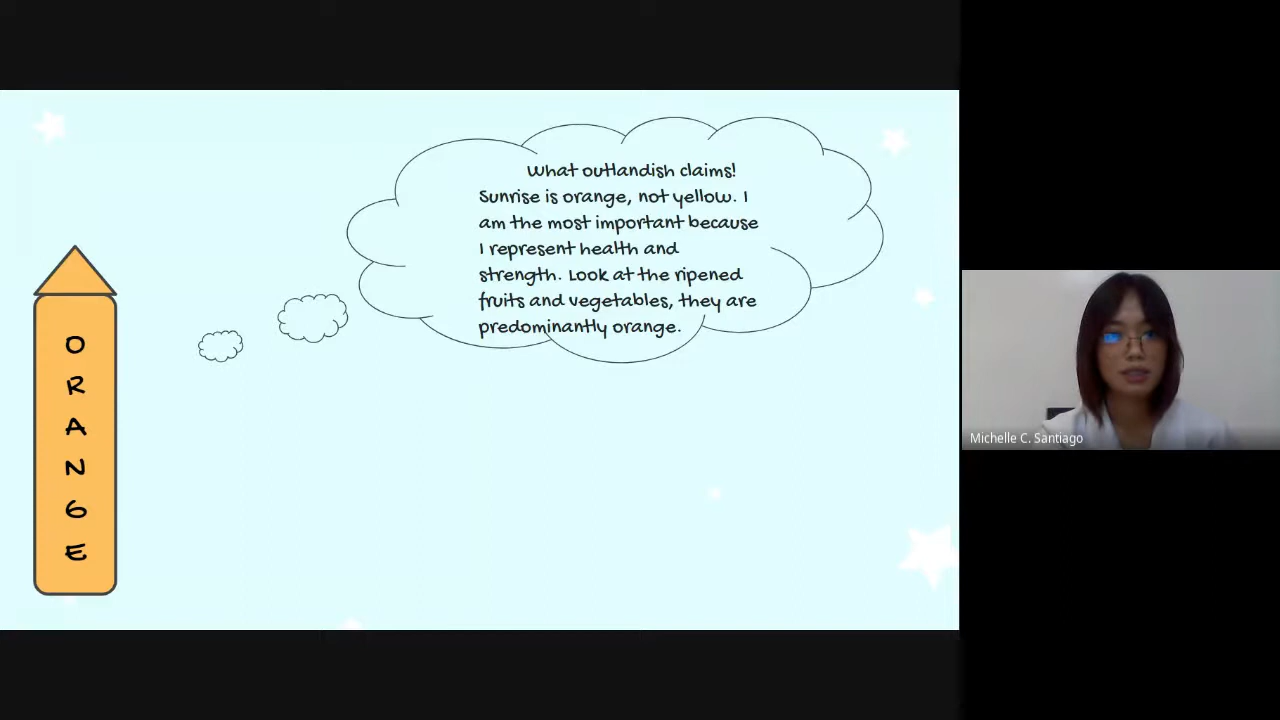 What outlandish claims!
Sunrise is orange, not yellow. I
am the most important because
I represent health and
strength. Look at the ripened
fruits and vegetables, they are
predominantly orange.
O
R
A
N
G
E
Michelle C. Santiago